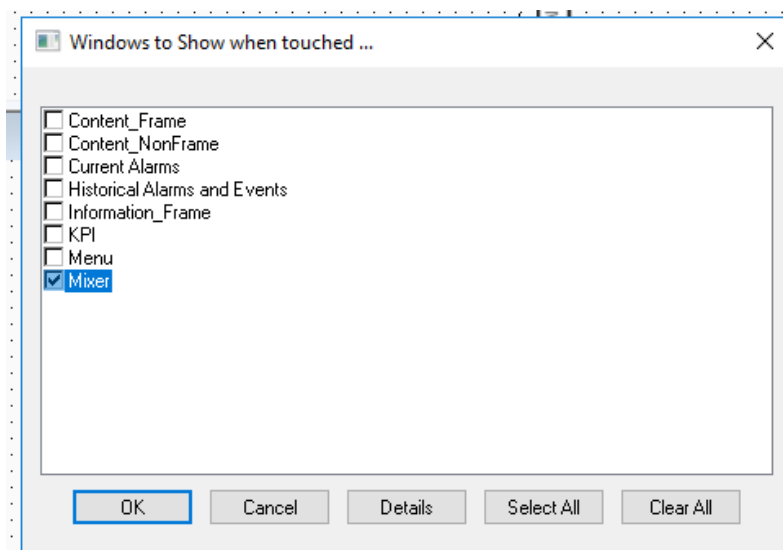 Windows to Show when touched ...
Content_Frame
Content_NonFrame
Current Alarms
Historical Alarms and Events
Information_Frame
KPI
Menu
Mixer
OK Cancel Details Select All Clear All